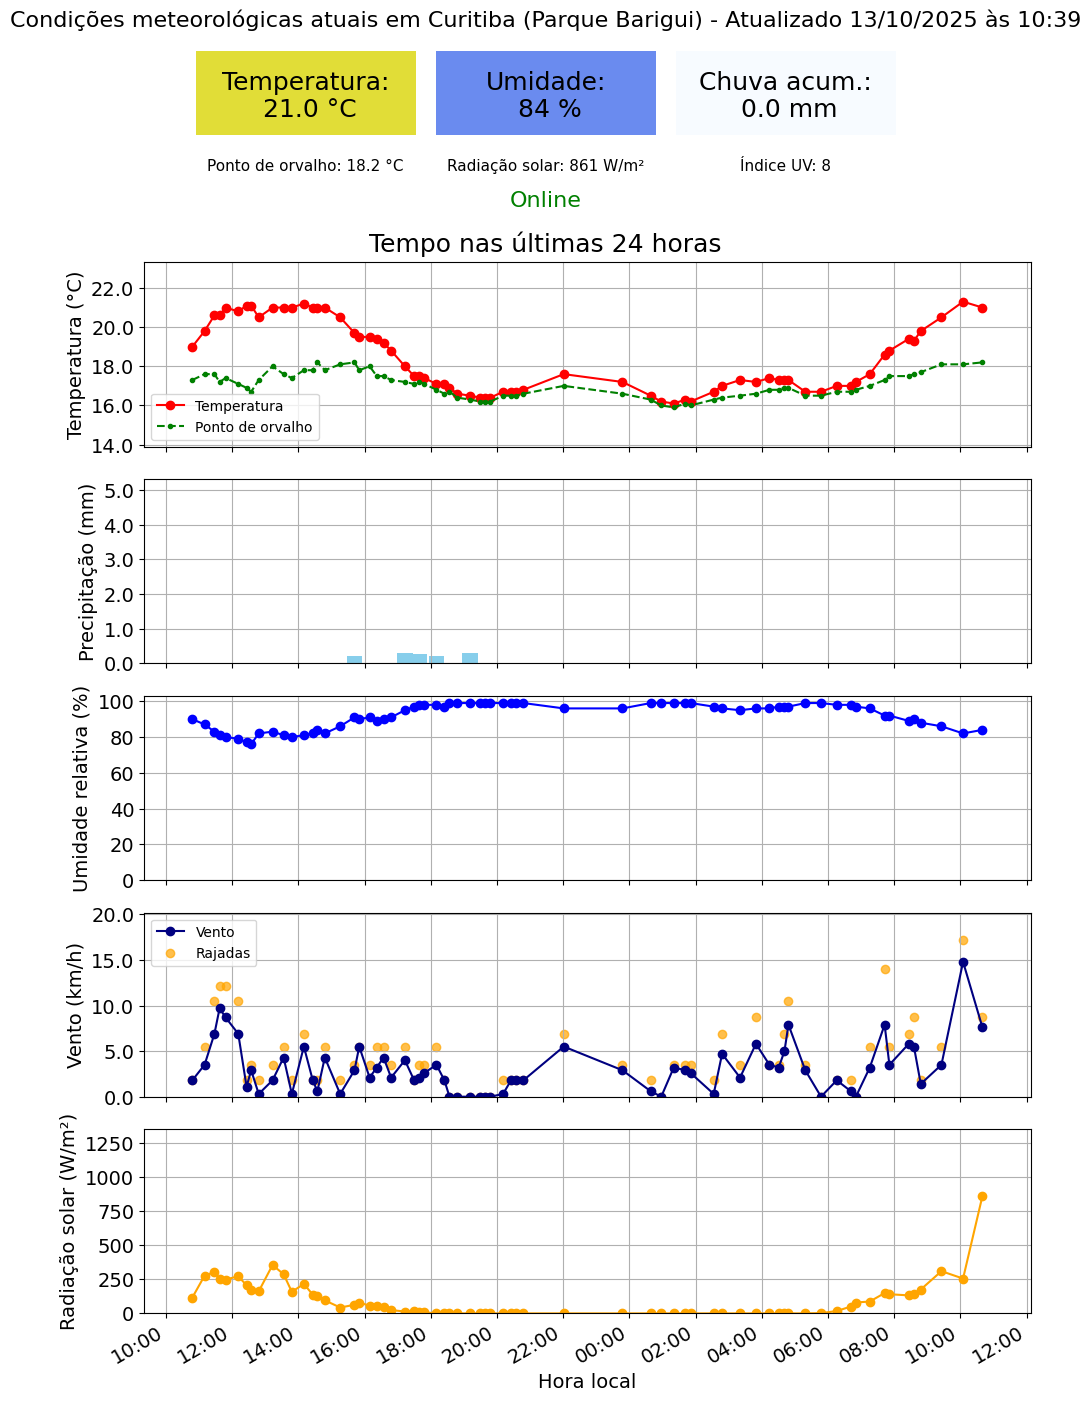 Condições meteorológicas atuais em Curitiba (Parque Barigui) - Atualizado 13/10/2025 às 10:39
Temperatura:
21.0 °C
Umidade:
84 %
Chuva acum.:
0.0 mm
Ponto de orvalho: 18.2 °C
Radiação solar: 861 W/m²
Índice UV: 8
Online
Tempo nas últimas 24 horas
Temperatura (°C)
22.0
20.0
18.0
16.0
14.0
Temperatura
Ponto de orvalho
Precipitação (mm)
5.0
4.0
3.0
2.0
1.0
0.0
Umidade relativa (%)
100
80
60
40
20
0
Vento (km/h)
20.0
15.0
10.0
5.0
0.0
Vento
Rajadas
Radiação solar (W/m²)
1250
1000
750
500
250
0
10:00
12:00
14:00
16:00
18:00
20:00
22:00
00:00
02:00
04:00
06:00
08:00
10:00
12:00
Hora local